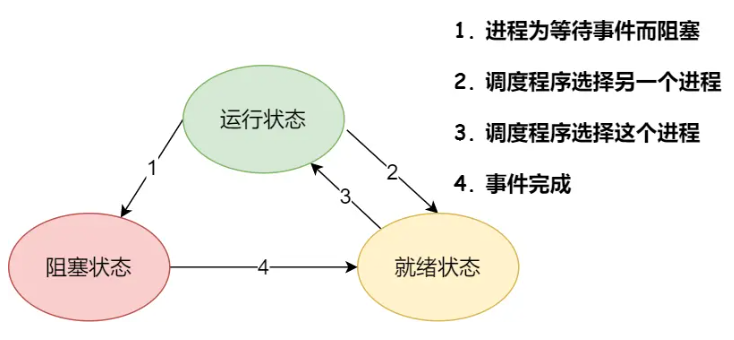 1. 进程为等待事件而阻塞
2. 调度程序选择另一个进程
3. 调度程序选择这个进程
4. 事件完成
运行状态
1
2
3
阻塞状态
4
就绪状态